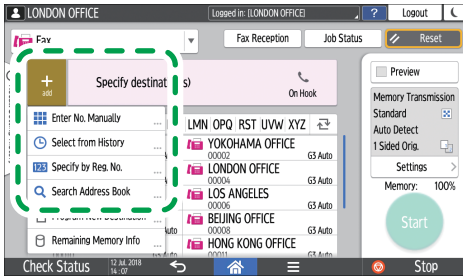 LONDON OFFICE
Logged in: [LONDON OFFICE]
?
Logout
Fax
Fax Reception
Job Status
Reset
+
add
Specify destinat
s)
On Hook
Preview
Memory Transmission
Standard
Auto Detect
1 Sided Orig.
Settings
Memory: 100%
Start
Enter No. Manually
...
Select from History
...
123 Specify by Reg. No.
...
Search Address Book
...
Remaining Memory Info
...
LMN OPQ RST UVW XYZ
YOKOHAMA OFFICE
00002 G3 Auto
LONDON OFFICE
00004 G3 Auto
LOS ANGELES
00006 G3 Auto
BEIJING OFFICE
00008 G3 Auto
HONG KONG OFFICE
00011 G3 Auto
Check Status
12 Jul. 2018
14 :07
Stop